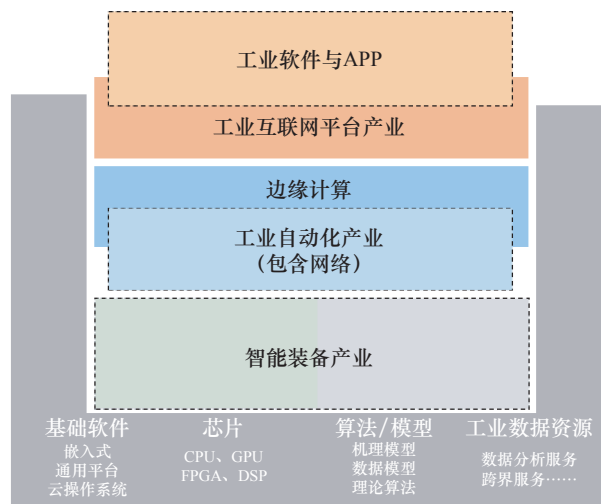 工业软件与APP
工业互联网平台产业
边缘计算
工业自动化产业
（包含网络）
智能装备产业
基础软件
嵌入式
通用平台
云操作系统
芯片
CPU、GPU
FPGA、DSP
算法/模型
机理模型
数据模型
理论算法
工业数据资源
数据分析服务
跨界服务……